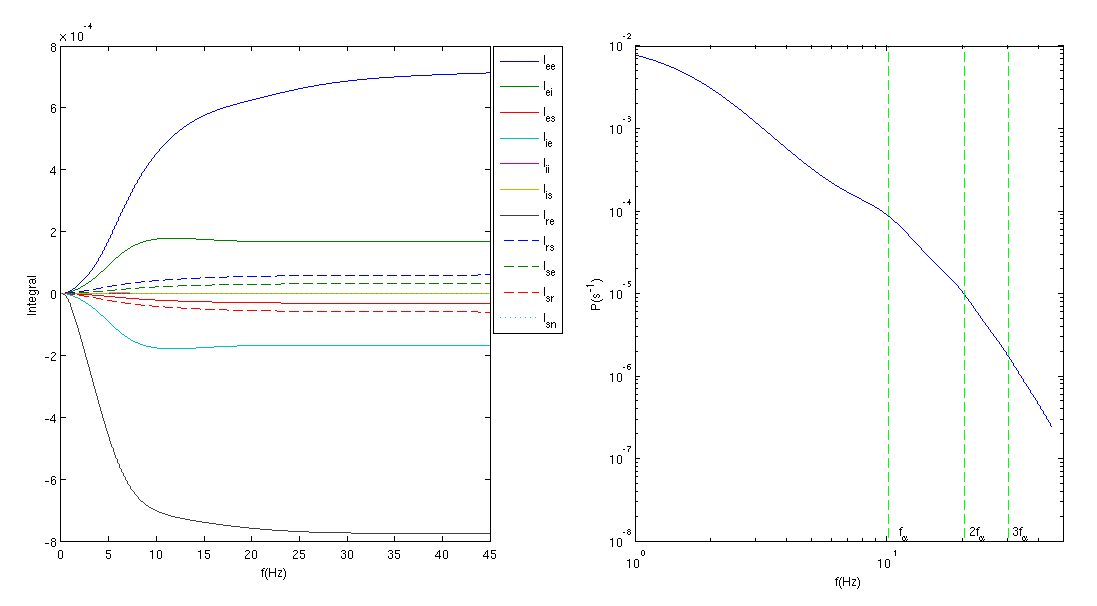 ×10^-4
8
6
4
2
0
-2
-4
-6
-8
0 5 10 15 20 25 30 35 40 45
f(Hz)
Integral
I_ee
I_ei
I_es
I_ie
I_ii
I_is
I_re
I_rs
I_se
I_sr
I_sn
10^-2
10^-3
10^-4
10^-5
10^-6
10^-7
10^-8
10^0 10^1
f(Hz)
P(s^-1)
f_α 2f_α 3f_α